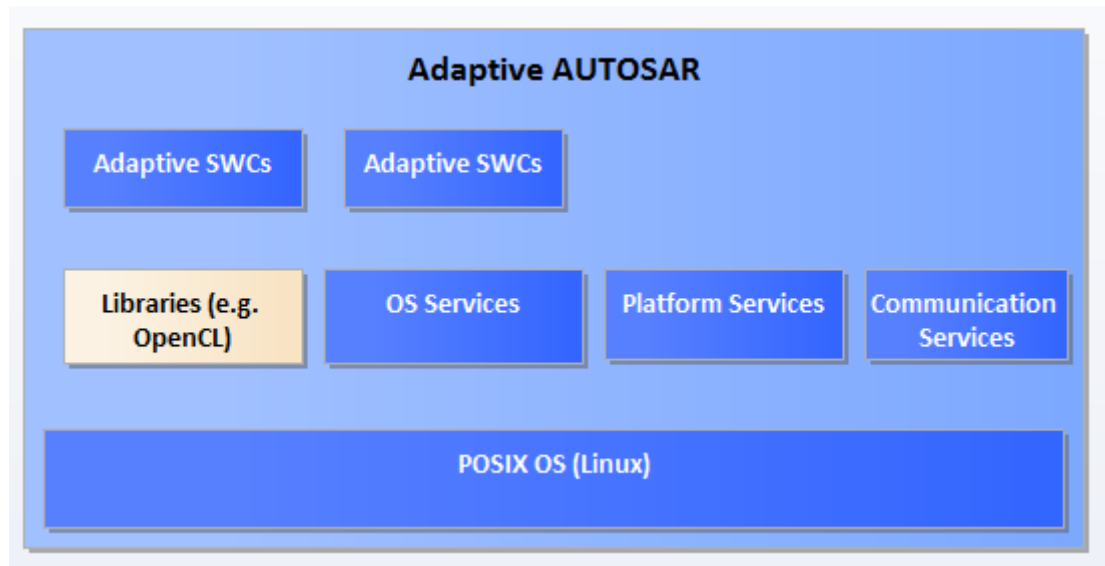 Adaptive AUTOSAR
Adaptive SWCs
Adaptive SWCs
Libraries (e.g.
OpenCL)
OS Services
Platform Services
Communication
Services
POSIX OS (Linux)